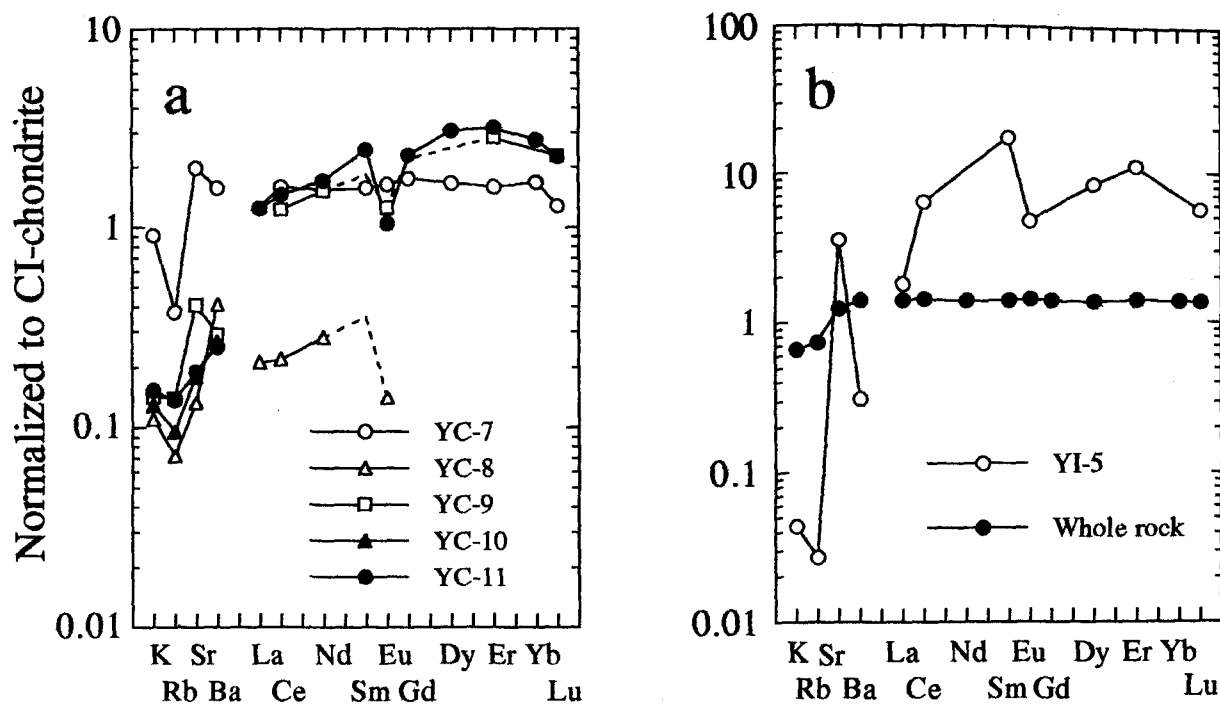 Normalized to CI-chondrite
10
1
0.1
0.01
a
YC-7
YC-8
YC-9
YC-10
YC-11
K Sr La Nd Eu Dy Er Yb
Rb Ba Ce Sm Gd Lu
100
10
1
0.1
0.01
b
YI-5
Whole rock
K Sr La Nd Eu Dy Er Yb
Rb Ba Ce Sm Gd Lu